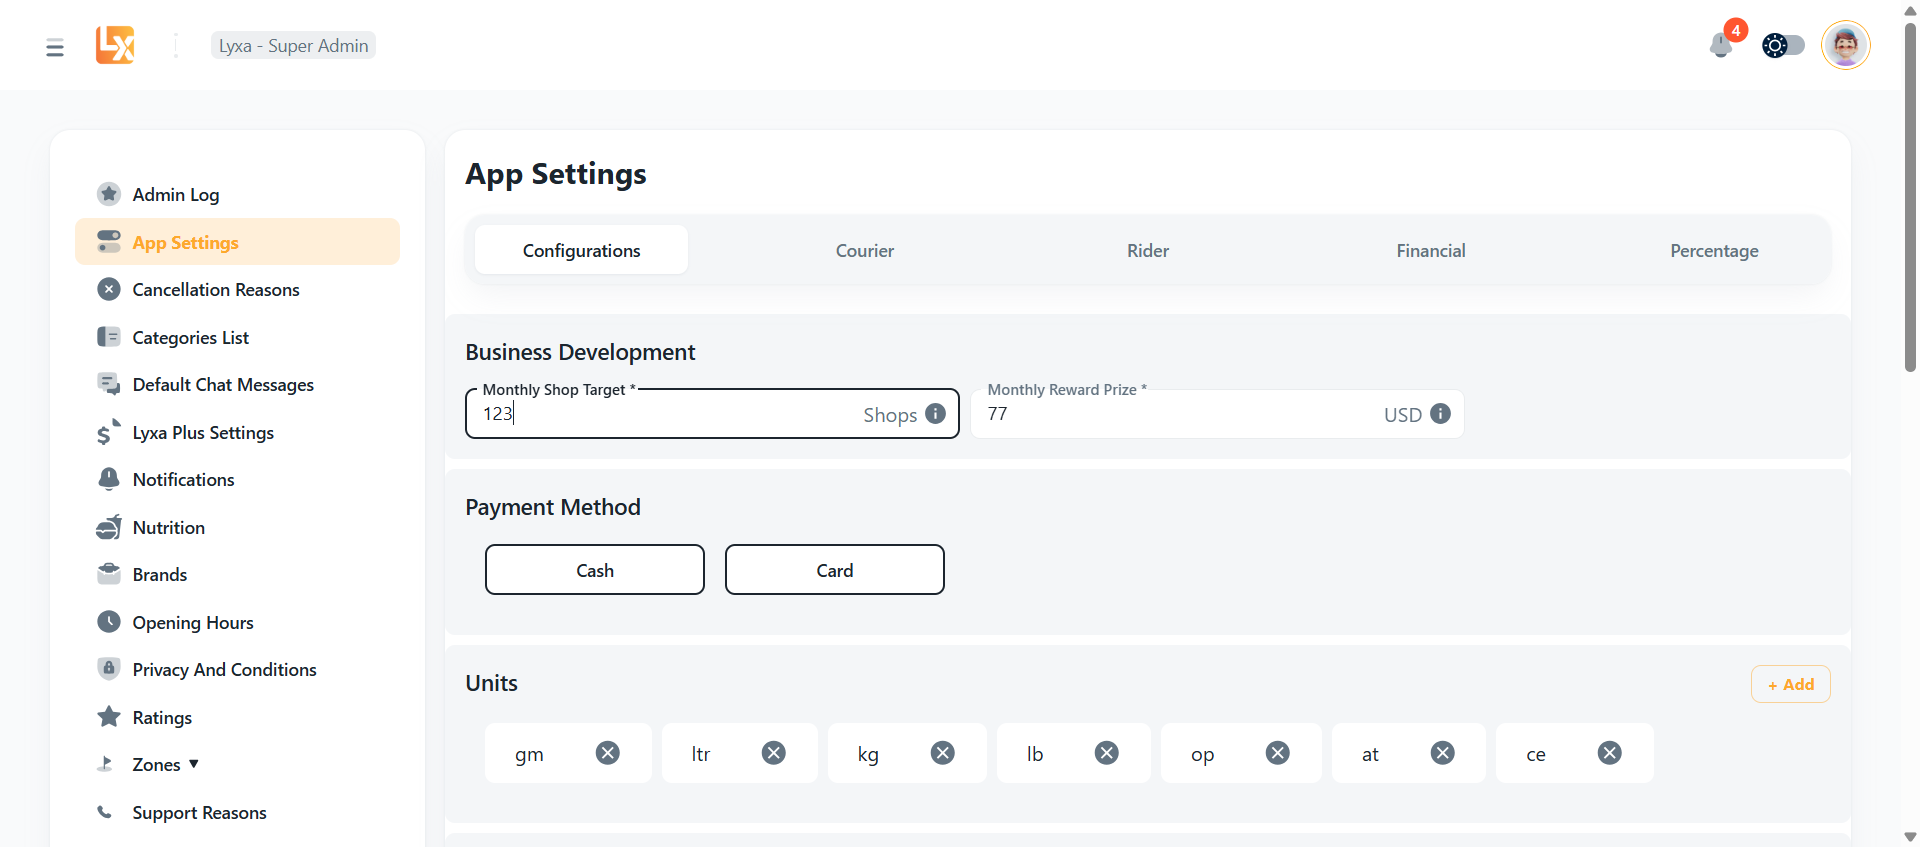 LX
Lyxa - Super Admin
4
Admin Log
App Settings
Cancellation Reasons
Categories List
Default Chat Messages
Lyxa Plus Settings
Notifications
Nutrition
Brands
Opening Hours
Privacy And Conditions
Ratings
Zones ▼
Support Reasons
App Settings
Configurations Courier Rider Financial Percentage
Business Development
Monthly Shop Target * Monthly Reward Prize *
123 Shops 77 USD
Payment Method
Cash Card
Units + Add
gm ltr kg lb op at ce